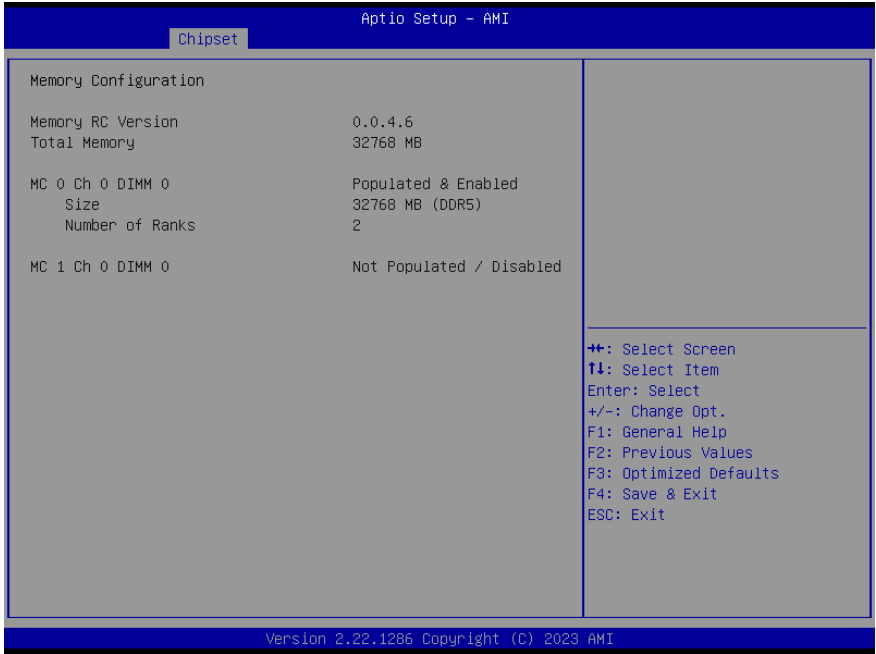 Aptio Setup – AMI
Chipset
Memory Configuration
Memory RC Version 0.0.4.6
Total Memory 32768 MB
MC 0 Ch 0 DIMM 0 Populated & Enabled
Size 32768 MB (DDR5)
Number of Ranks 2
MC 1 Ch 0 DIMM 0 Not Populated / Disabled
→←: Select Screen
↑↓: Select Item
Enter: Select
+/-: Change Opt.
F1: General Help
F2: Previous Values
F3: Optimized Defaults
F4: Save & Exit
ESC: Exit
Version 2.22.1286 Copyright (C) 2023 AMI